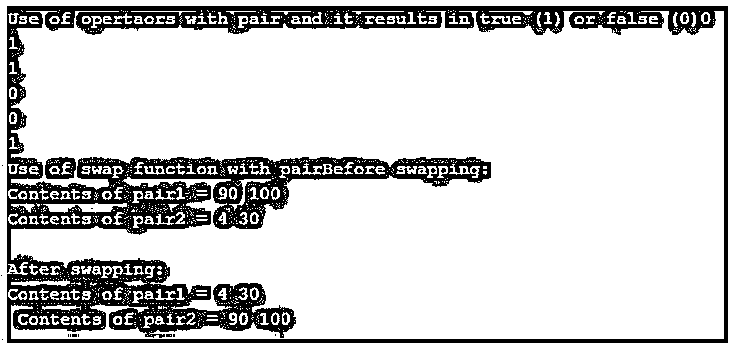 Use of opertaors with pair and it results in true (1) or false (0)0
1
1
0
0
1
Use of swap function with pairBefore swapping:
Contents of pair1 = 90 100
Contents of pair2 = 4 30
After swapping:
Contents of pair1 = 4 30
Contents of pair2 = 90 100